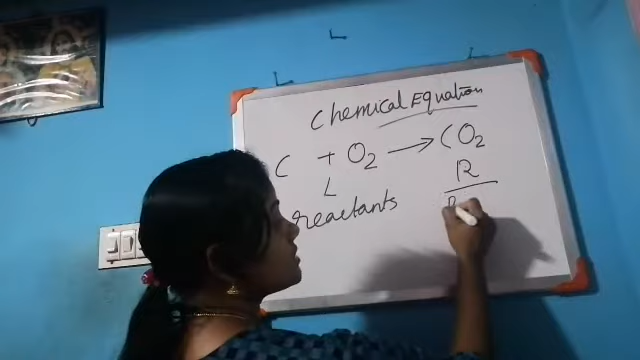 Chemical Equation
C + O2 → CO2
L R
reactants P